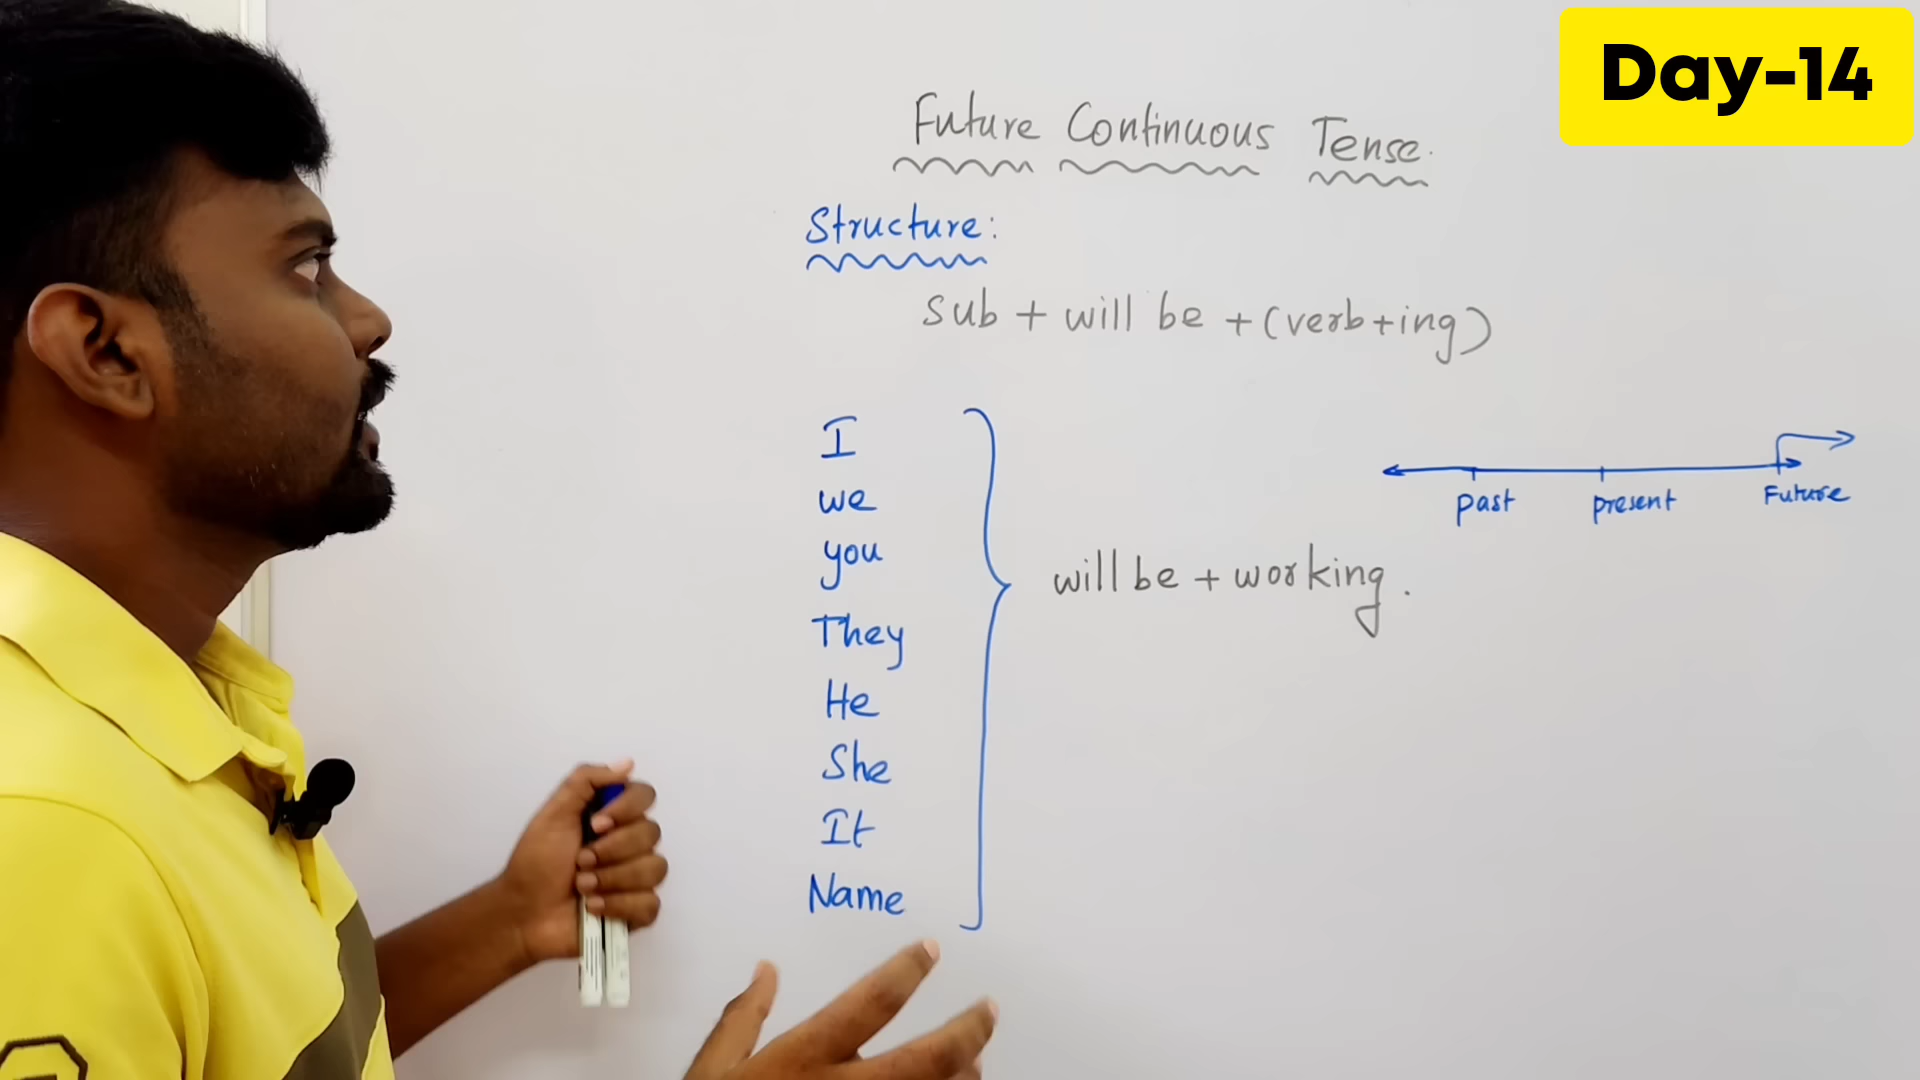 Day-14
Future Continuous Tense.
Structure:
sub + will be + (verb+ing)
I
we
you
They
He
She
It
Name
will be + working.
past present Future